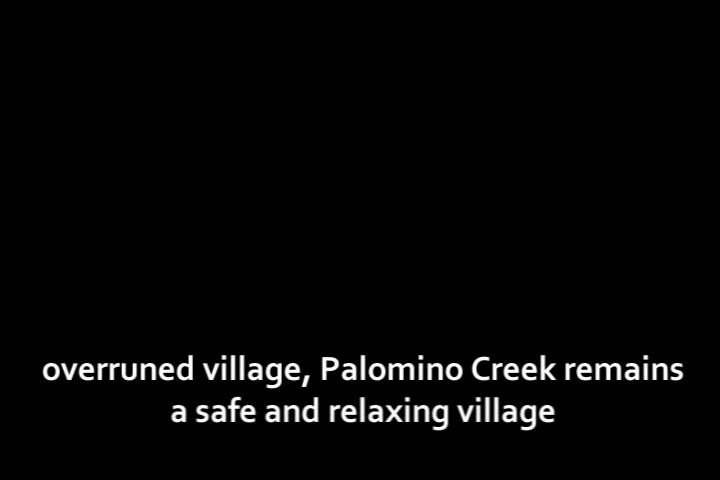 overruned village, Palomino Creek remains
a safe and relaxing village